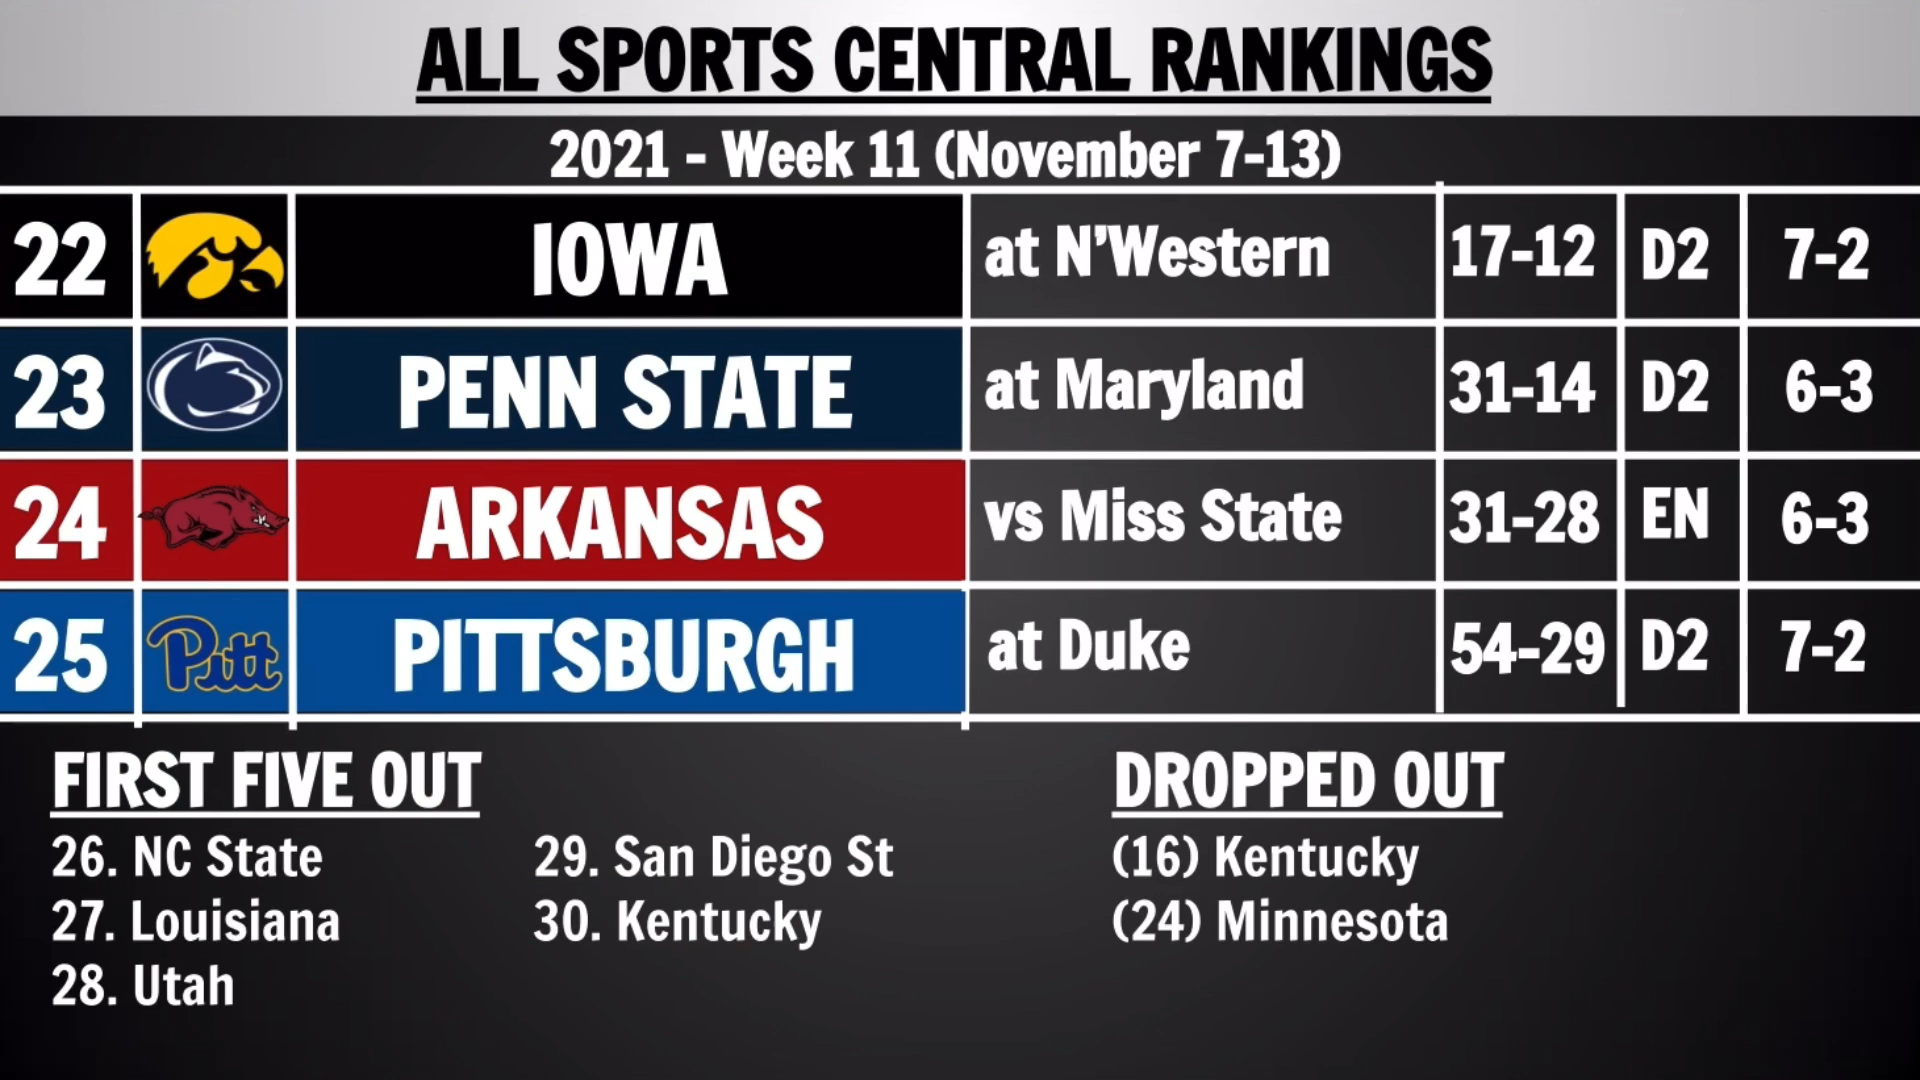 ALL SPORTS CENTRAL RANKINGS
2021 - Week 11 (November 7-13)
22 IOWA at N'Western 17-12 D2 7-2
23 PENN STATE at Maryland 31-14 D2 6-3
24 ARKANSAS vs Miss State 31-28 EN 6-3
25 Pitt PITTSBURGH at Duke 54-29 D2 7-2
FIRST FIVE OUT
26. NC State
27. Louisiana
28. Utah
29. San Diego St
30. Kentucky
DROPPED OUT
(16) Kentucky
(24) Minnesota